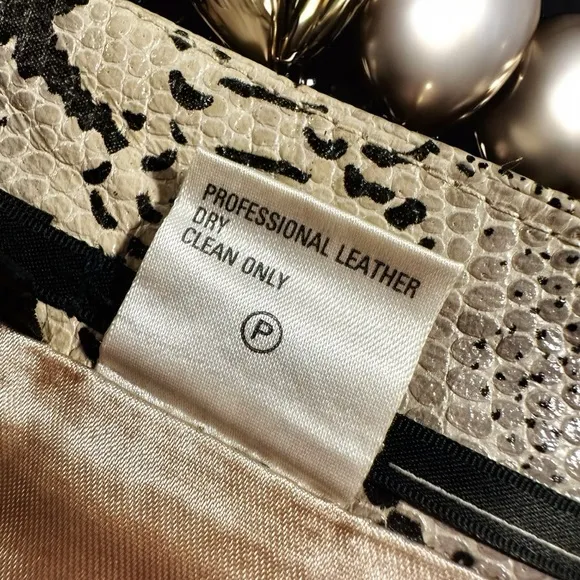 PROFESSIONAL LEATHER
DRY
CLEAN ONLY
P